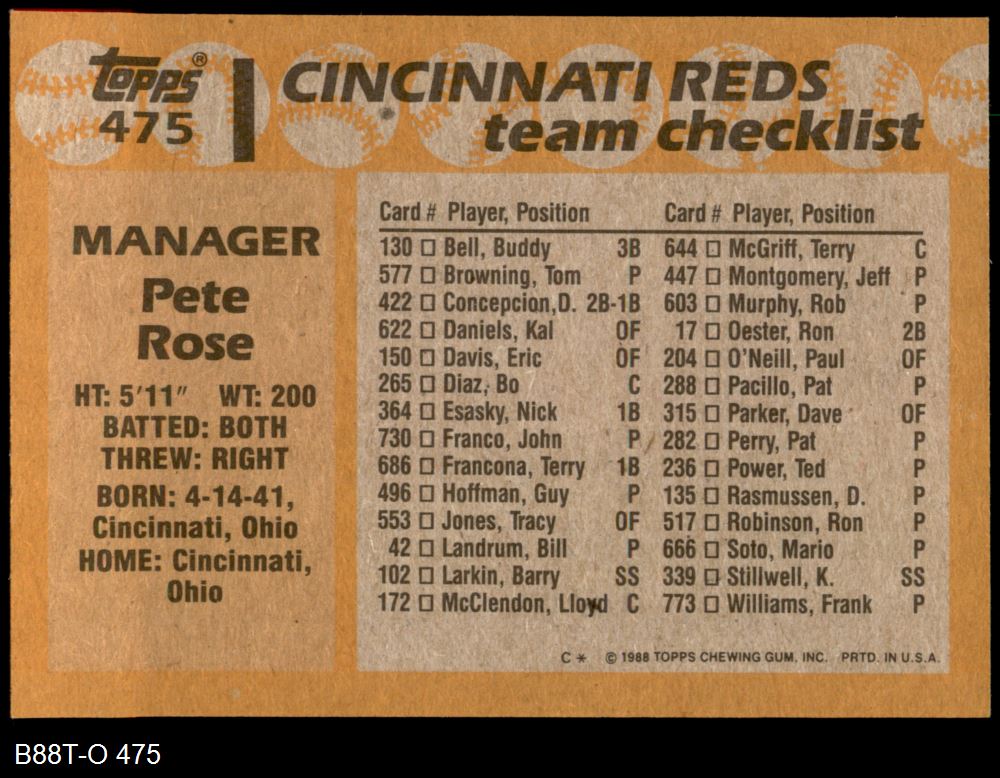 Topps®
475
CINCINNATI REDS
team checklist
MANAGER
Pete
Rose
HT: 5'11" WT: 200
BATTED: BOTH
THREW: RIGHT
BORN: 4-14-41,
Cincinnati, Ohio
HOME: Cincinnati,
Ohio
Card # Player, Position
130 □ Bell, Buddy 3B
577 □ Browning, Tom P
422 □ Concepcion,D. 2B-1B
622 □ Daniels, Kal OF
150 □ Davis, Eric OF
265 □ Diaz, Bo C
364 □ Esasky, Nick 1B
730 □ Franco, John P
686 □ Francona, Terry 1B
496 □ Hoffman, Guy P
553 □ Jones, Tracy OF
42 □ Landrum, Bill P
102 □ Larkin, Barry SS
172 □ McClendon, Lloyd C
Card # Player, Position
644 □ McGriff, Terry C
447 □ Montgomery, Jeff P
603 □ Murphy, Rob P
17 □ Oester, Ron 2B
204 □ O'Neill, Paul OF
288 □ Pacillo, Pat P
315 □ Parker, Dave OF
282 □ Perry, Pat P
236 □ Power, Ted P
135 □ Rasmussen, D. P
517 □ Robinson, Ron P
666 □ Soto, Mario P
339 □ Stillwell, K. SS
773 □ Williams, Frank P
C * © 1988 TOPPS CHEWING GUM, INC. PRTD. IN U.S.A.
B88T-O 475